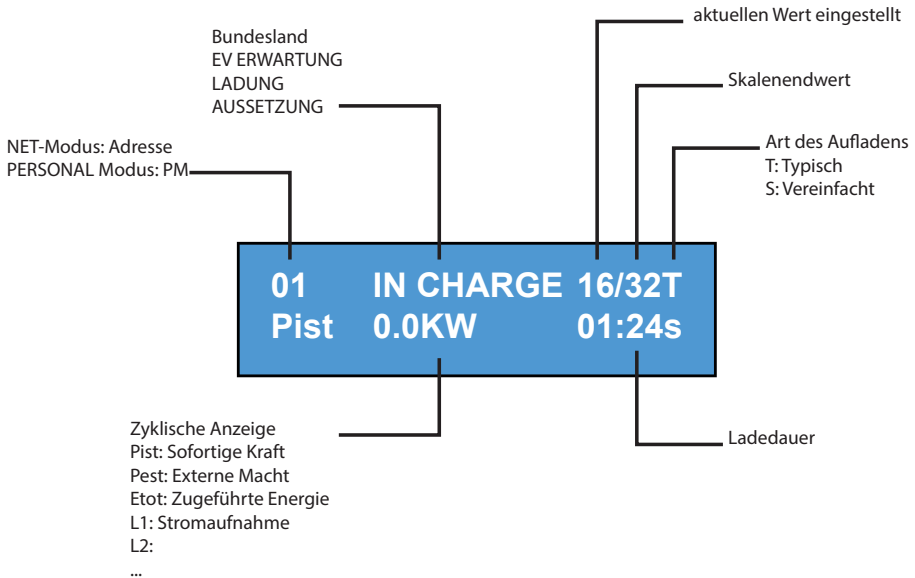 aktuellen Wert eingestellt
Bundesland
EV ERWARTUNG
LADUNG
AUSSETZUNG
Skalenendwert
NET-Modus: Adresse
PERSONAL Modus: PM
Art des Aufladens
T: Typisch
S: Vereinfacht
01 IN CHARGE 16/32T
Pist 0.0KW 01:24s
Zyklische Anzeige
Pist: Sofortige Kraft
Pest: Externe Macht
Etot: Zugeführte Energie
L1: Stromaufnahme
L2:
...
Ladedauer